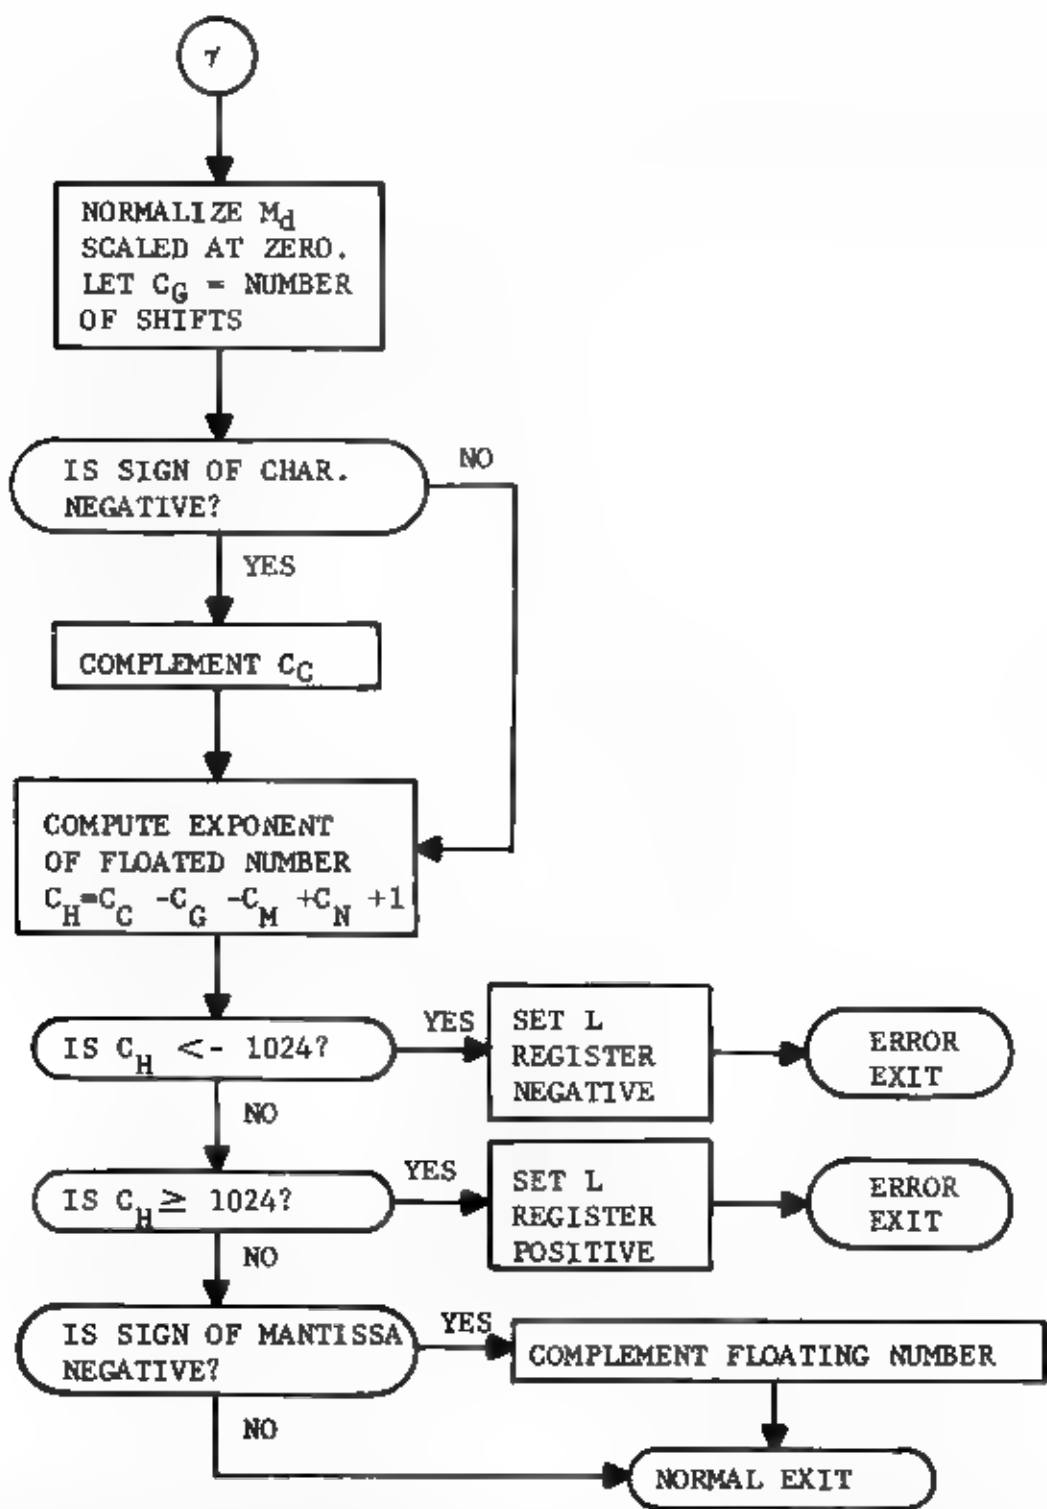 NORMALIZE Md
SCALED AT ZERO.
LET CG = NUMBER
OF SHIFTS
IS SIGN OF CHAR.
NEGATIVE?
NO
YES
COMPLEMENT CC
COMPUTE EXPONENT
OF FLOATED NUMBER
CH=CC -CG -CM +CN +1
IS CH <- 1024?
YES
SET L
REGISTER
NEGATIVE
ERROR
EXIT
NO
IS CH ≥ 1024?
YES
SET L
REGISTER
POSITIVE
ERROR
EXIT
NO
IS SIGN OF MANTISSA
NEGATIVE?
YES
COMPLEMENT FLOATING NUMBER
NO
NORMAL EXIT